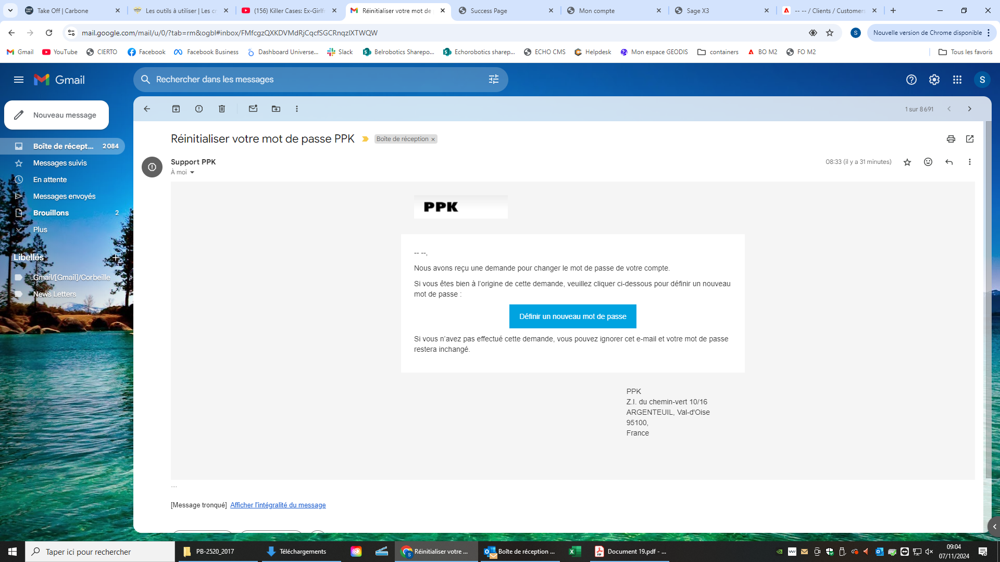 Take Off | Carbone
Les outils à utiliser | Les cr
(156) Killer Cases: Ex-Girlfr
Réinitialiser votre mot de
Success Page
Mon compte
Sage X3
-- -- / Clients / Customers
mail.google.com/mail/u/0/?tab=rm&ogbl#inbox/FMfcgzQXKDVMdRjCqcfSGCRnqzlXTWQW
S
Nouvelle version de Chrome disponible
Gmail
YouTube
CIERTO
Facebook
Facebook Business
Dashboard Universe...
Slack
Belrobotics Sharepo...
Echorobotics sharep...
ECHO CMS
Helpdesk
Mon espace GEODIS
containers
BO M2
FO M2
Tous les favoris
Gmail
Rechercher dans les messages
S
Nouveau message
1 sur 8 691
Boîte de récept... 2 084
Messages suivis
En attente
Messages envoyés
Brouillons 2
Plus
Libellés
Gmail/[Gmail]/Corbeille
News Letters
Réinitialiser votre mot de passe PPK
Boîte de réception x
Support PPK
08:33 (il y a 31 minutes)
À moi
PPK
-- --,
Nous avons reçu une demande pour changer le mot de passe de votre compte.
Si vous êtes bien à l'origine de cette demande, veuillez cliquer ci-dessous pour définir un nouveau
mot de passe :
Définir un nouveau mot de passe
Si vous n'avez pas effectué cette demande, vous pouvez ignorer cet e-mail et votre mot de passe
restera inchangé.
PPK
Z.I. du chemin-vert 10/16
ARGENTEUIL, Val-d'Oise
95100,
France
...
[Message tronqué] Afficher l'intégralité du message
Taper ici pour rechercher
PB-2520_2017
Téléchargements
Réinitialiser votre ...
Boîte de réception ...
Document 19.pdf - ...
09:04
07/11/2024